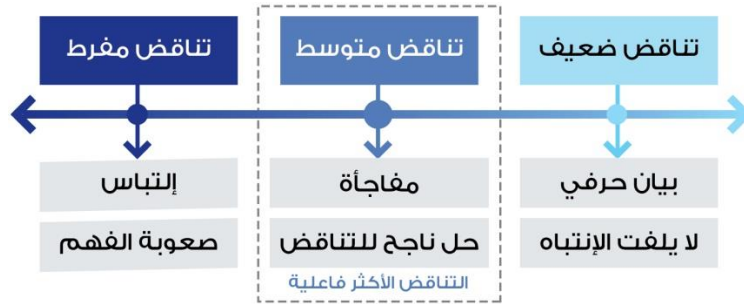 تناقض ضعيف
تناقض متوسط
تناقض مفرط
بيان حرفي
مفاجأة
إلتباس
لا يلفت الإنتباه
حل ناجح للتناقض
صعوبة الفهم
التناقض الأكثر فاعلية